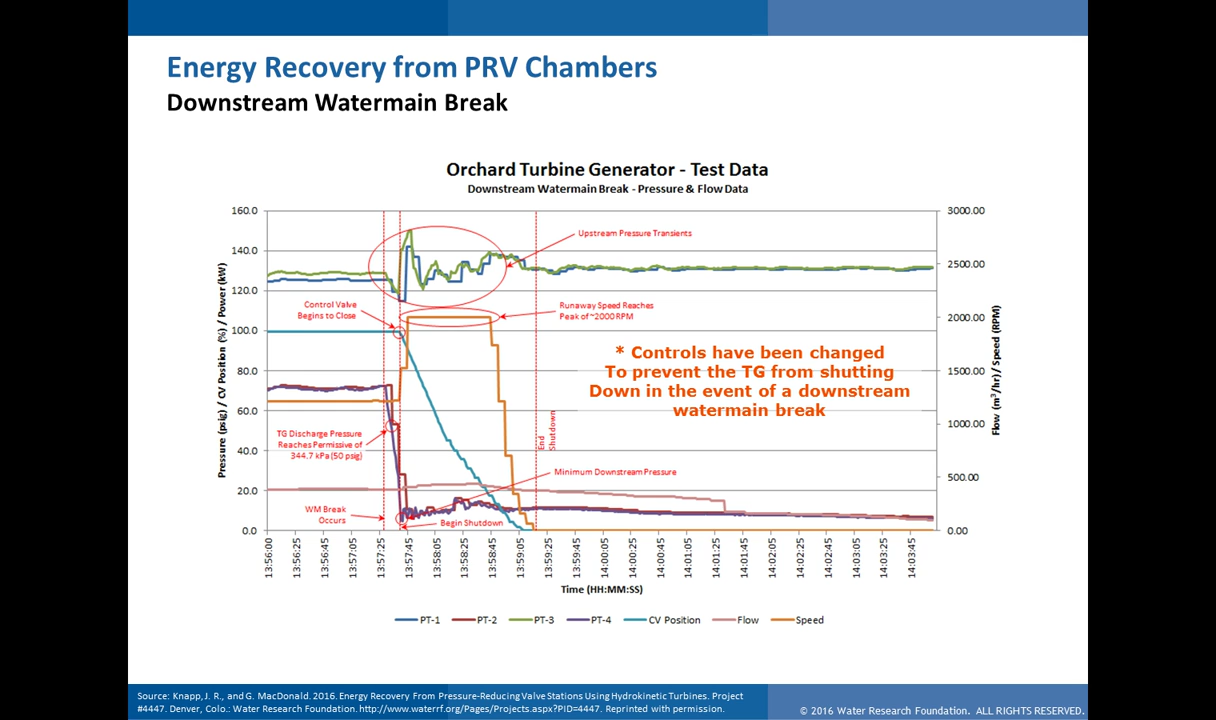 Energy Recovery from PRV Chambers
Downstream Watermain Break
Orchard Turbine Generator - Test Data
Downstream Watermain Break - Pressure & Flow Data
Pressure (psig) / CV Position (%) / Power (kW)
160.0
140.0
120.0
100.0
80.0
60.0
40.0
20.0
0.0
3000.00
2500.00
2000.00
1500.00
1000.00
500.00
0.00
Flow (m³/hr) / Speed (RPM)
Upstream Pressure Transients
Control Valve
Begins to Close
Runaway Speed Reaches
Peak of ~2000 RPM
* Controls have been changed
To prevent the TG from shutting
Down in the event of a downstream
watermain break
TG Discharge Pressure
Reaches Permissive of
344.7 kPa (50 psig)
End
Shutdown
Minimum Downstream Pressure
WM Break
Occurs
Begin Shutdown
13:56:00
13:56:25
13:56:45
13:57:05
13:57:25
13:57:45
13:58:05
13:58:25
13:58:45
13:59:05
13:59:25
13:59:45
14:00:05
14:00:25
14:00:45
14:01:05
14:01:25
14:01:45
14:02:05
14:02:25
14:02:45
14:03:05
14:03:25
14:03:45
Time (HH:MM:SS)
PT-1 PT-2 PT-3 PT-4 CV Position Flow Speed
Source: Knapp, J. R., and G. MacDonald. 2016. Energy Recovery From Pressure-Reducing Valve Stations Using Hydrokinetic Turbines. Project
#4447. Denver, Colo.: Water Research Foundation. http://www.waterrf.org/Pages/Projects.aspx?PID=4447. Reprinted with permission.
© 2016 Water Research Foundation. ALL RIGHTS RESERVED.